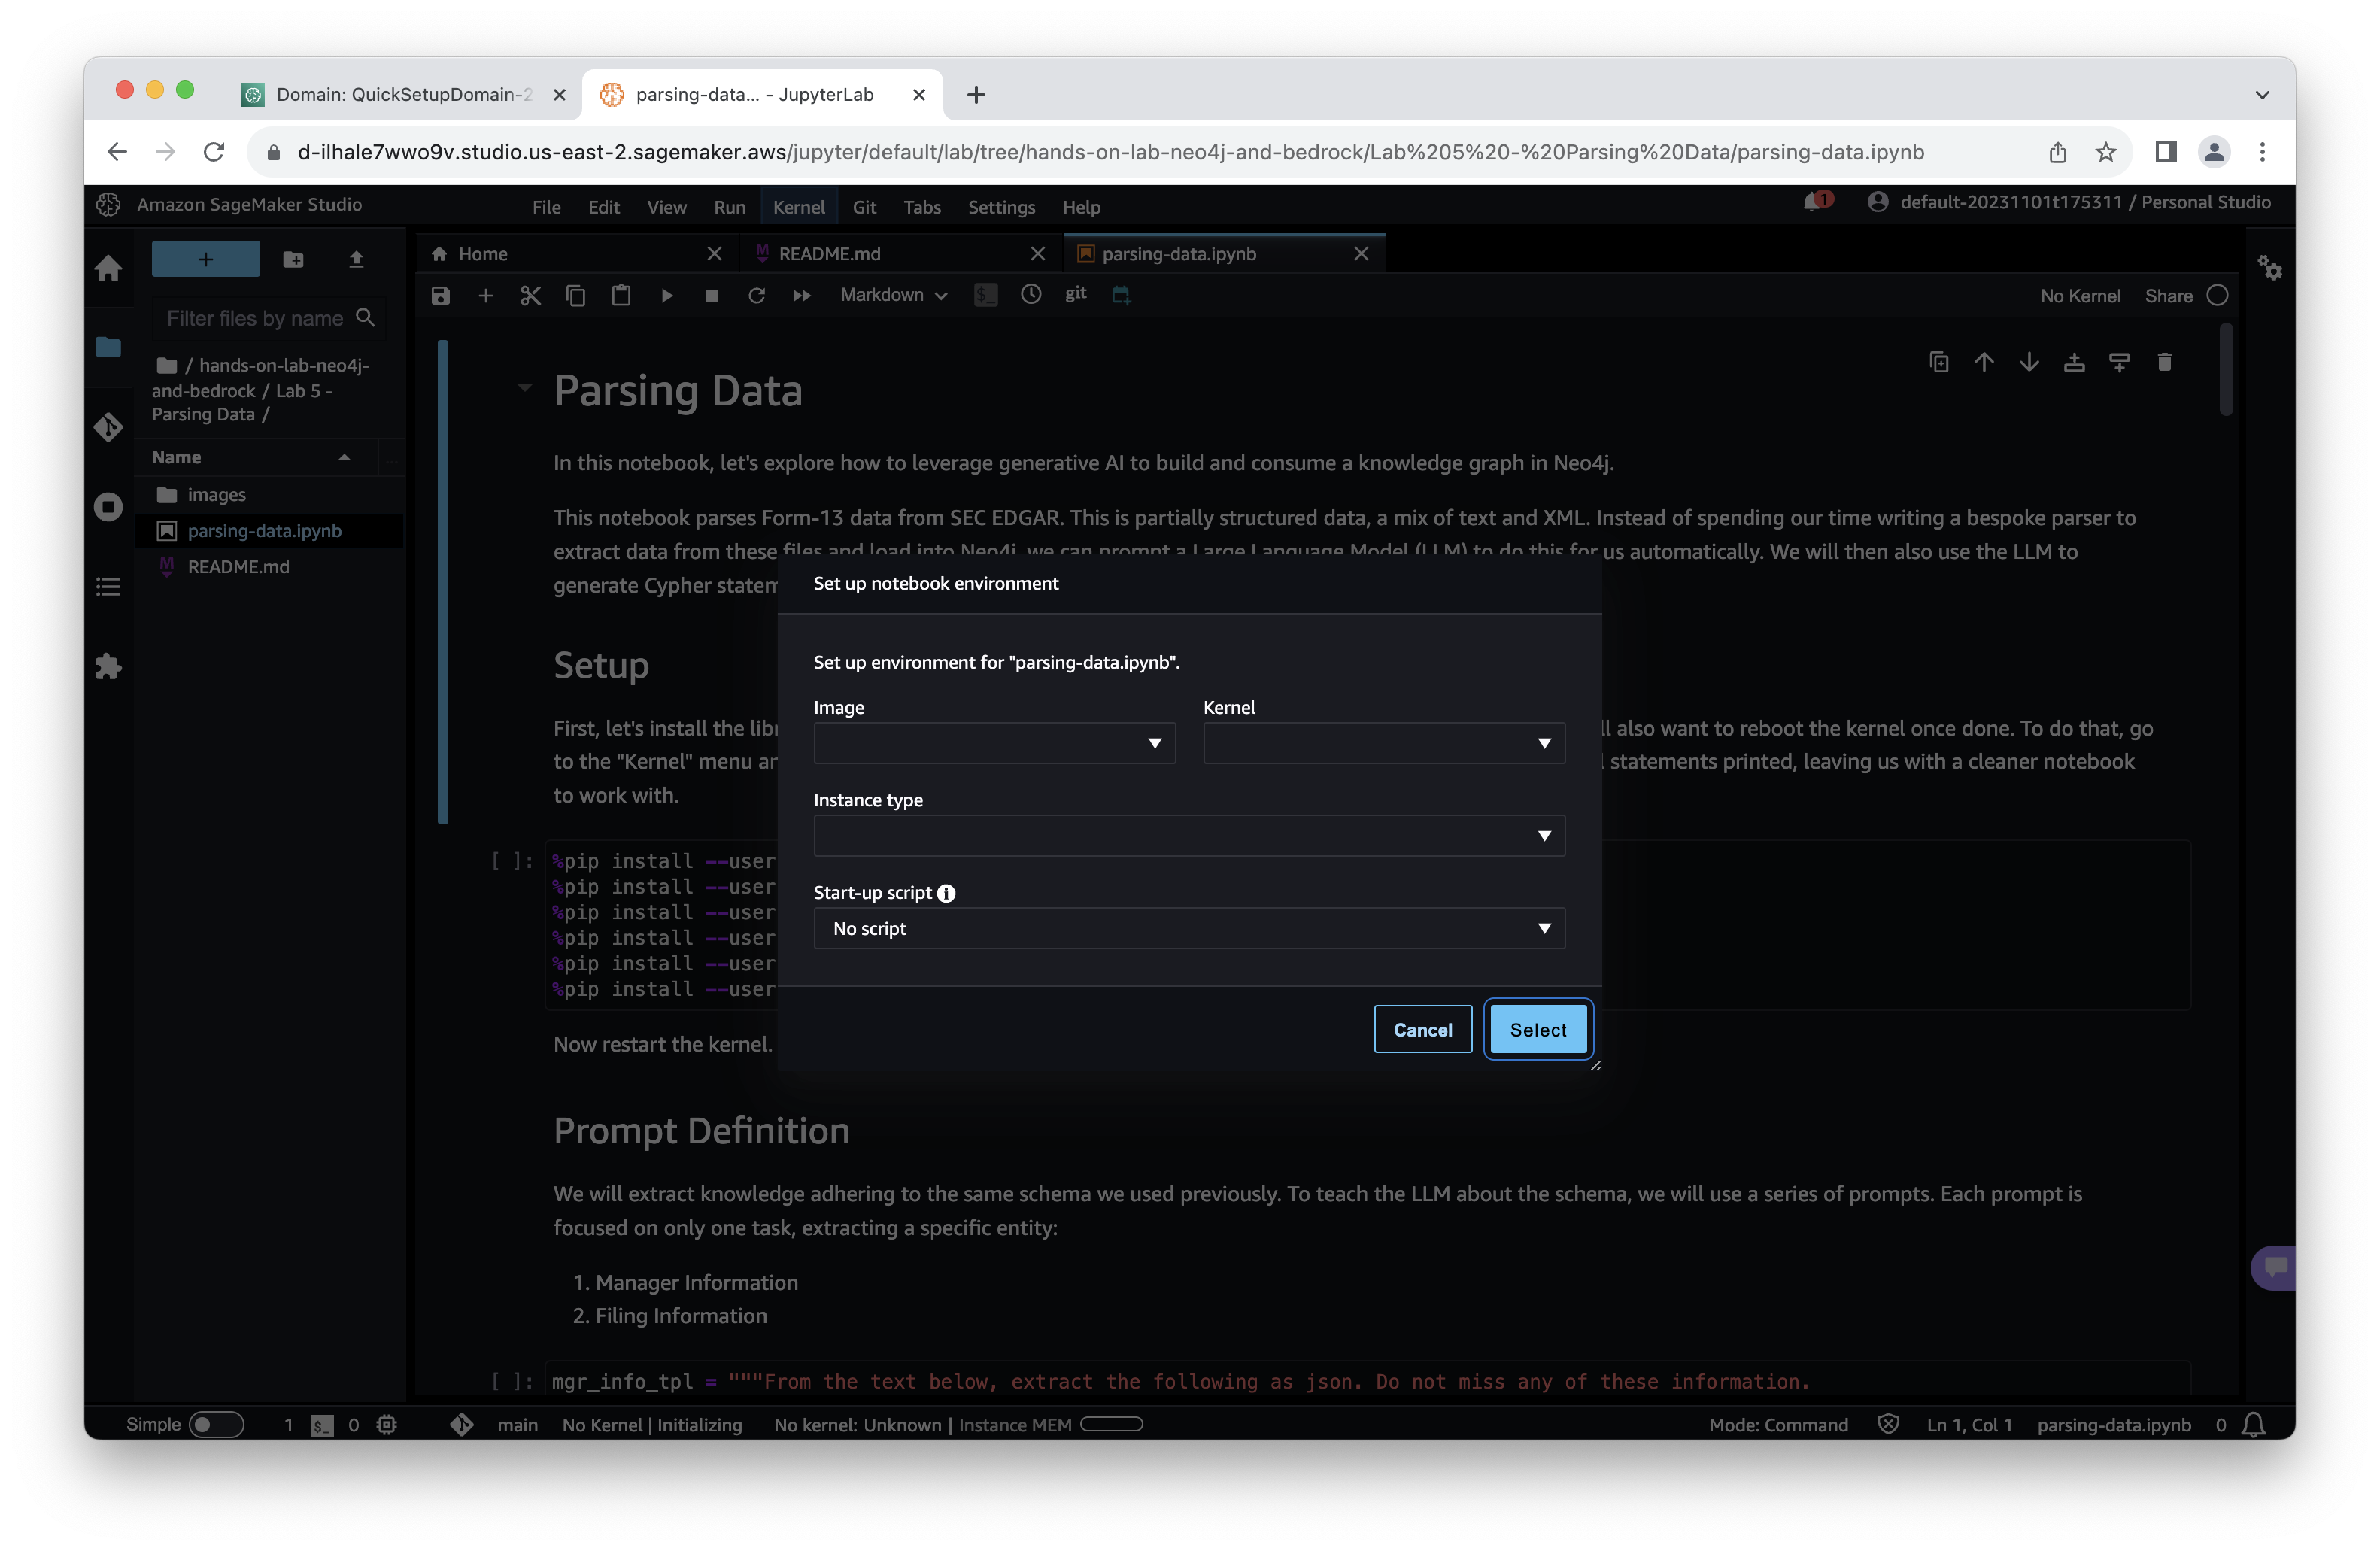 Domain: QuickSetupDomain-2
parsing-data... - JupyterLab
d-ilhale7wwo9v.studio.us-east-2.sagemaker.aws/jupyter/default/lab/tree/hands-on-lab-neo4j-and-bedrock/Lab%205%20-%20Parsing%20Data/parsing-data.ipynb
Amazon SageMaker Studio
File Edit View Run Kernel Git Tabs Settings Help
1
default-20231101t175311 / Personal Studio
+
Home
README.md
parsing-data.ipynb
Markdown
git
No Kernel
Share
Filter files by name
/ hands-on-lab-neo4j-
and-bedrock / Lab 5 -
Parsing Data /
Name
images
parsing-data.ipynb
README.md
Parsing Data
In this notebook, let's explore how to leverage generative AI to build and consume a knowledge graph in Neo4j.
This notebook parses Form-13 data from SEC EDGAR. This is partially structured data, a mix of text and XML. Instead of spending our time writing a bespoke parser to
extract data from these files and load into Neo4j, we can prompt a Large Language Model (LLM) to do this for us automatically. We will then also use the LLM to
generate Cypher statem
Setup
First, let's install the libr
ll also want to reboot the kernel once done. To do that, go
to the "Kernel" menu an
l statements printed, leaving us with a cleaner notebook
to work with.
[ ]:
%pip install --user
%pip install --user
%pip install --user
%pip install --user
%pip install --user
%pip install --user
Now restart the kernel.
Set up notebook environment
Set up environment for "parsing-data.ipynb".
Image
Kernel
Instance type
Start-up script
No script
Cancel
Select
Prompt Definition
We will extract knowledge adhering to the same schema we used previously. To teach the LLM about the schema, we will use a series of prompts. Each prompt is
focused on only one task, extracting a specific entity:
1. Manager Information
2. Filing Information
[ ]:
mgr_info_tpl = """From the text below, extract the following as json. Do not miss any of these information.
Simple
1
$_
0
main
No Kernel | Initializing
No kernel: Unknown | Instance MEM
Mode: Command
Ln 1, Col 1
parsing-data.ipynb
0